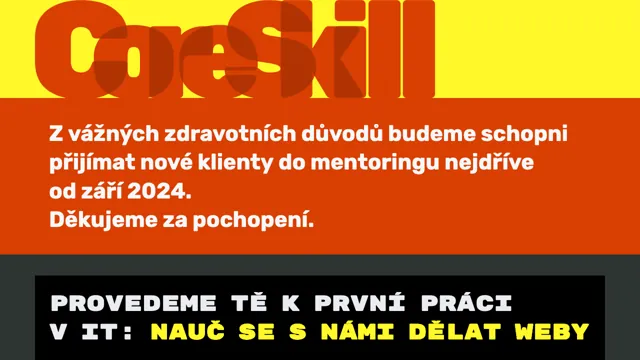 CoreSkill
Z vážných zdravotních důvodů budeme schopni
přijímat nové klienty do mentoringu nejdříve
od září 2024.
Děkujeme za pochopení.
PROVEDEME TĚ K PRVNÍ PRÁCI
V IT: NAUČ SE S NÁMI DĚLAT WEBY